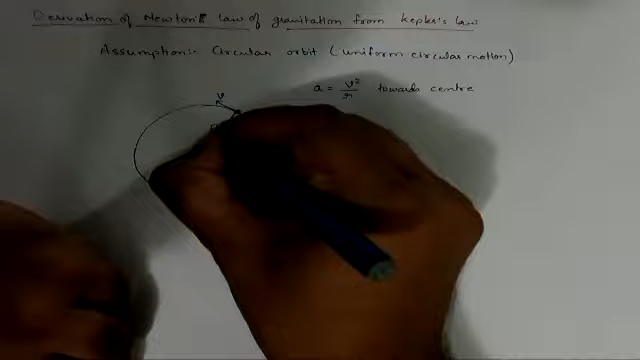 Derivation of Newton's law of gravitation from Kepler's law
Assumption:- Circular orbit (uniform circular motion)
a = v²/r towards centre
v